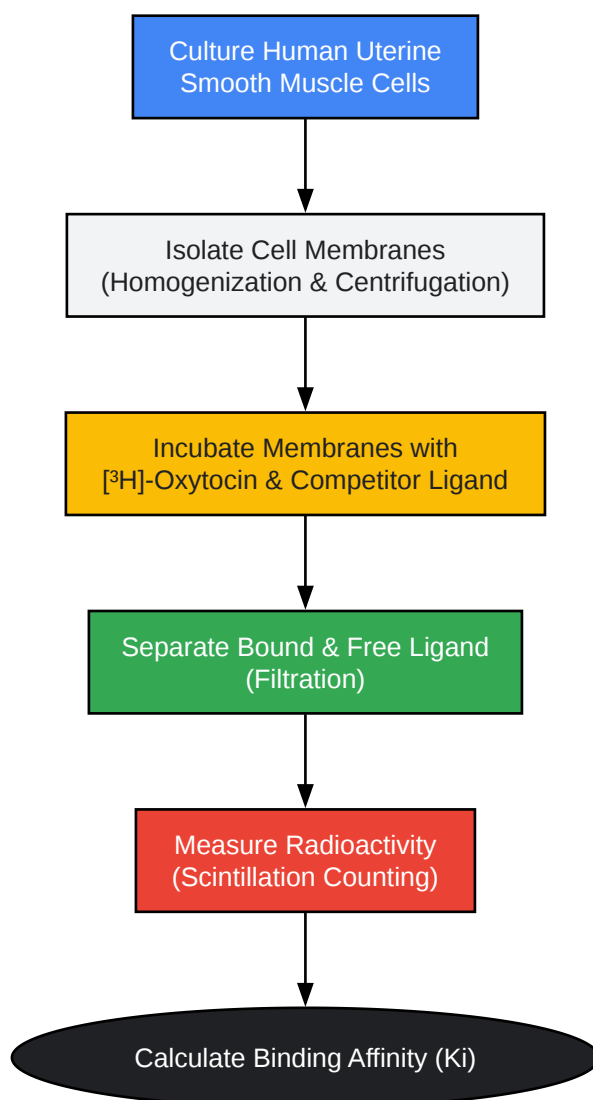 Culture Human Uterine
Smooth Muscle Cells
Isolate Cell Membranes
(Homogenization & Centrifugation)
Incubate Membranes with
[³H]-Oxytocin & Competitor Ligand
Separate Bound & Free Ligand
(Filtration)
Measure Radioactivity
(Scintillation Counting)
Calculate Binding Affinity (Ki)